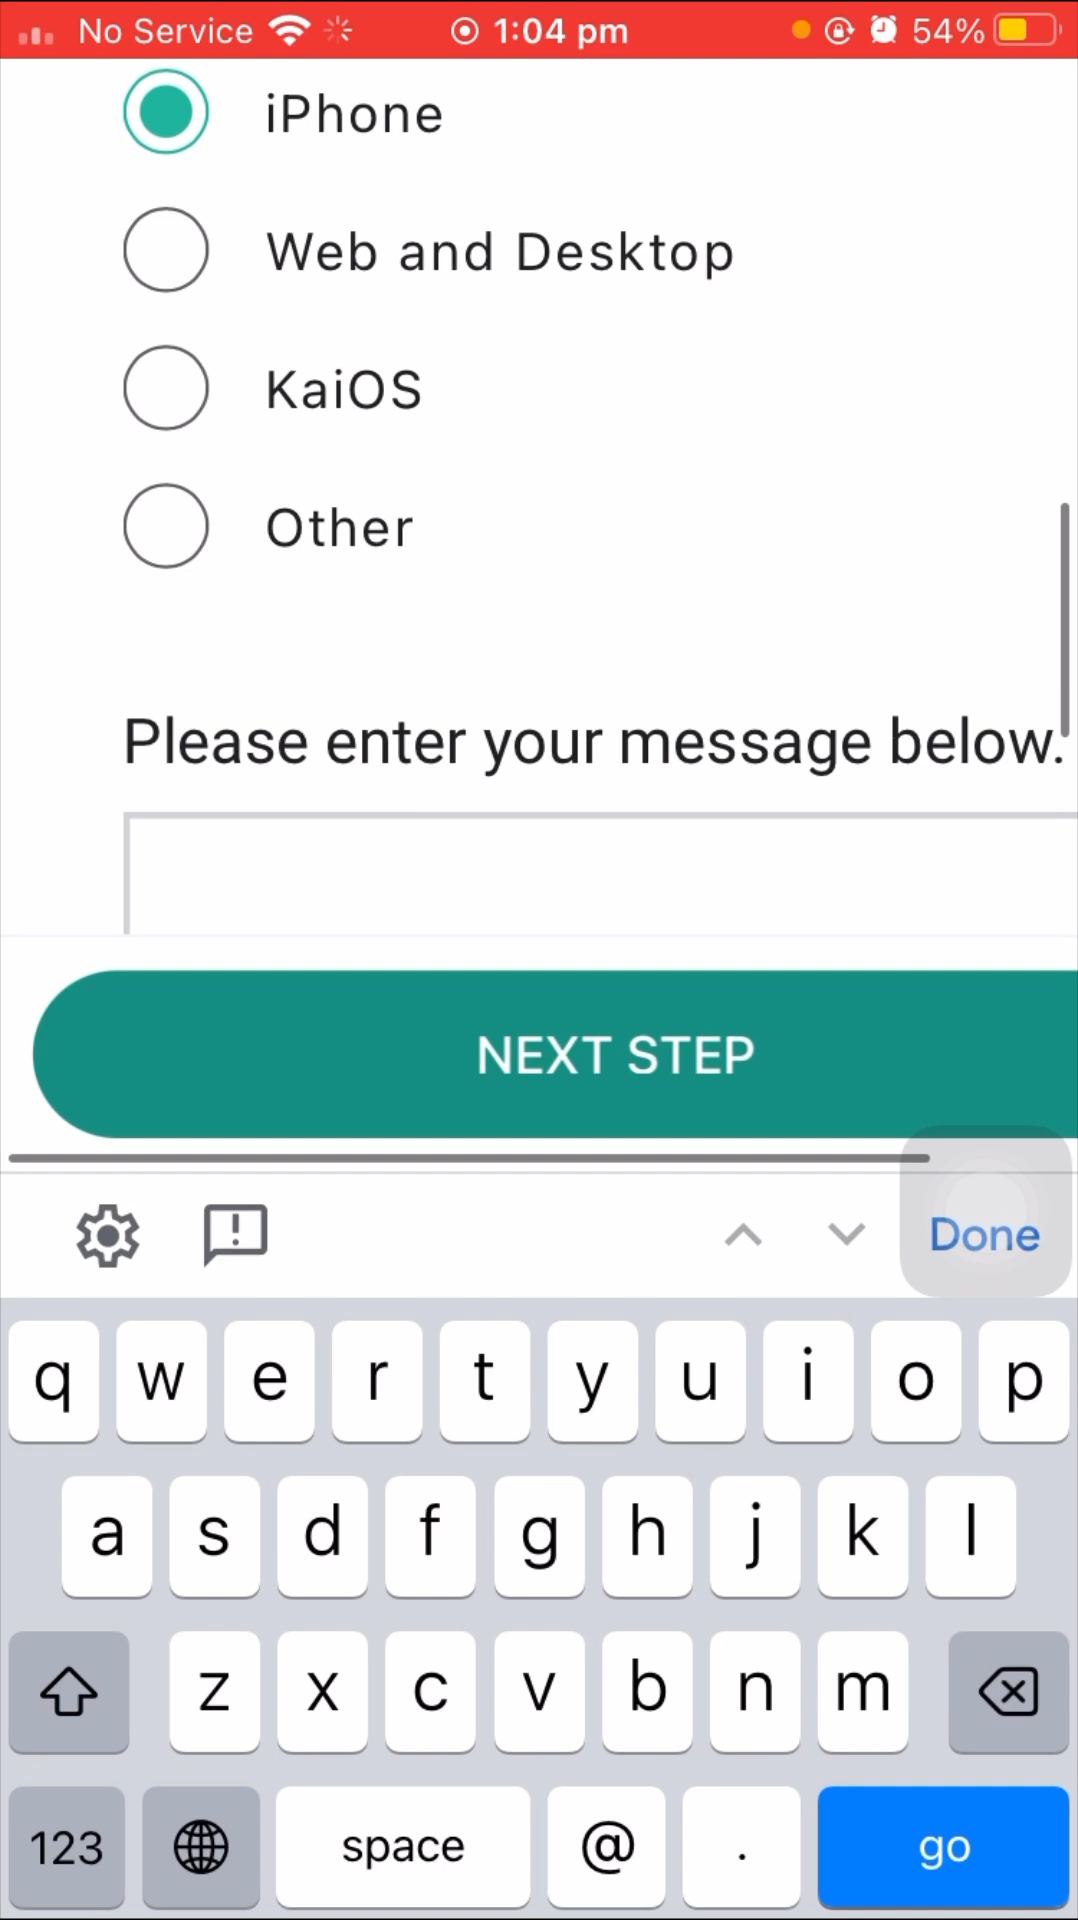 No Service 1:04 pm 54%
iPhone
Web and Desktop
KaiOS
Other
Please enter your message below.
NEXT STEP
Done
q w e r t y u i o p
a s d f g h j k l
z x c v b n m
123 space @ . go